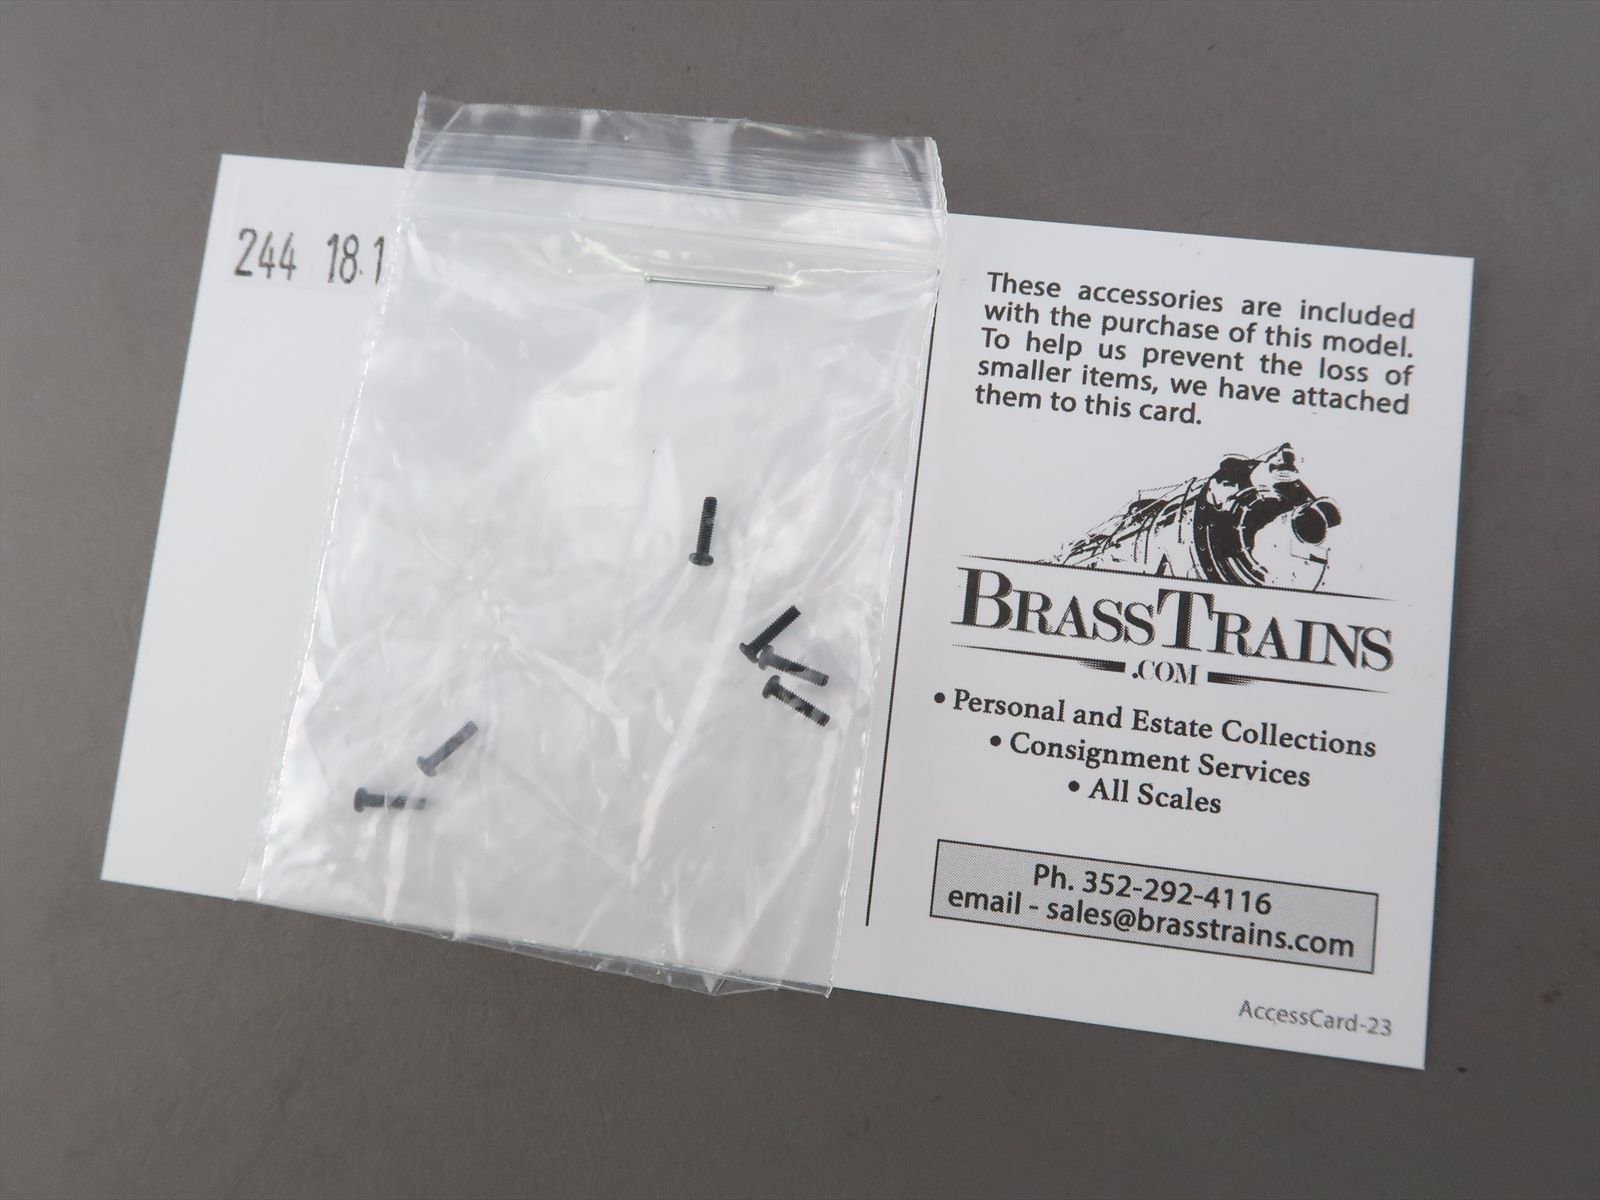 244 18.1
These accessories are included
with the purchase of this model.
To help us prevent the loss of
smaller items, we have attached
them to this card.
BRASSTRAINS
.COM
• Personal and Estate Collections
• Consignment Services
• All Scales
Ph. 352-292-4116
email - sales@brasstrains.com
AccessCard-23